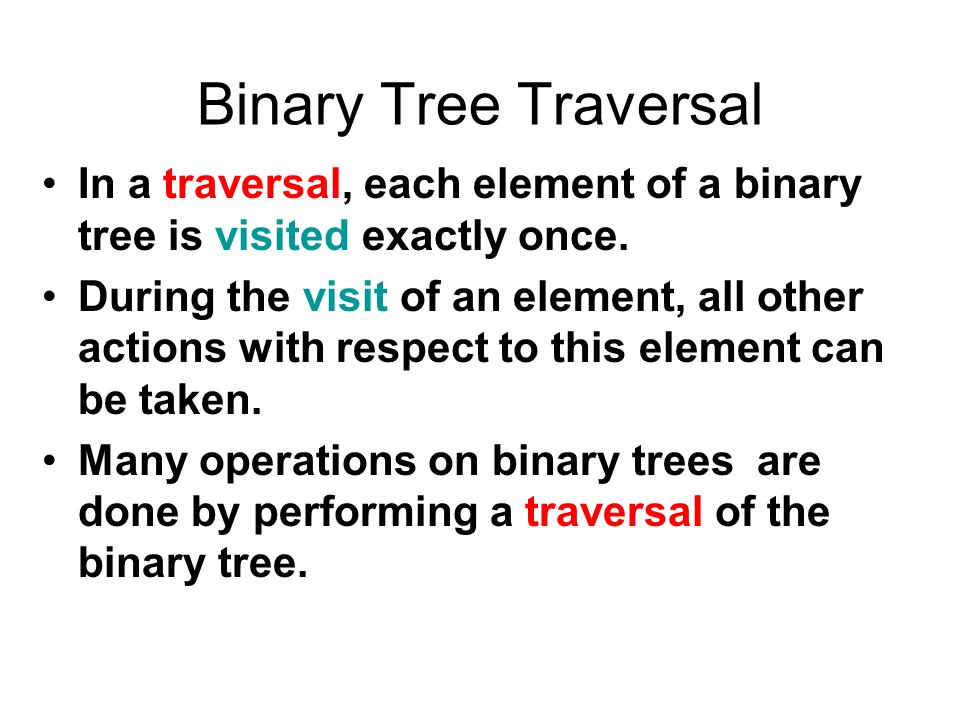 Binary Tree Traversal
• In a traversal, each element of a binary
tree is visited exactly once.
• During the visit of an element, all other
actions with respect to this element can
be taken.
• Many operations on binary trees  are
done by performing a traversal of the
binary tree.